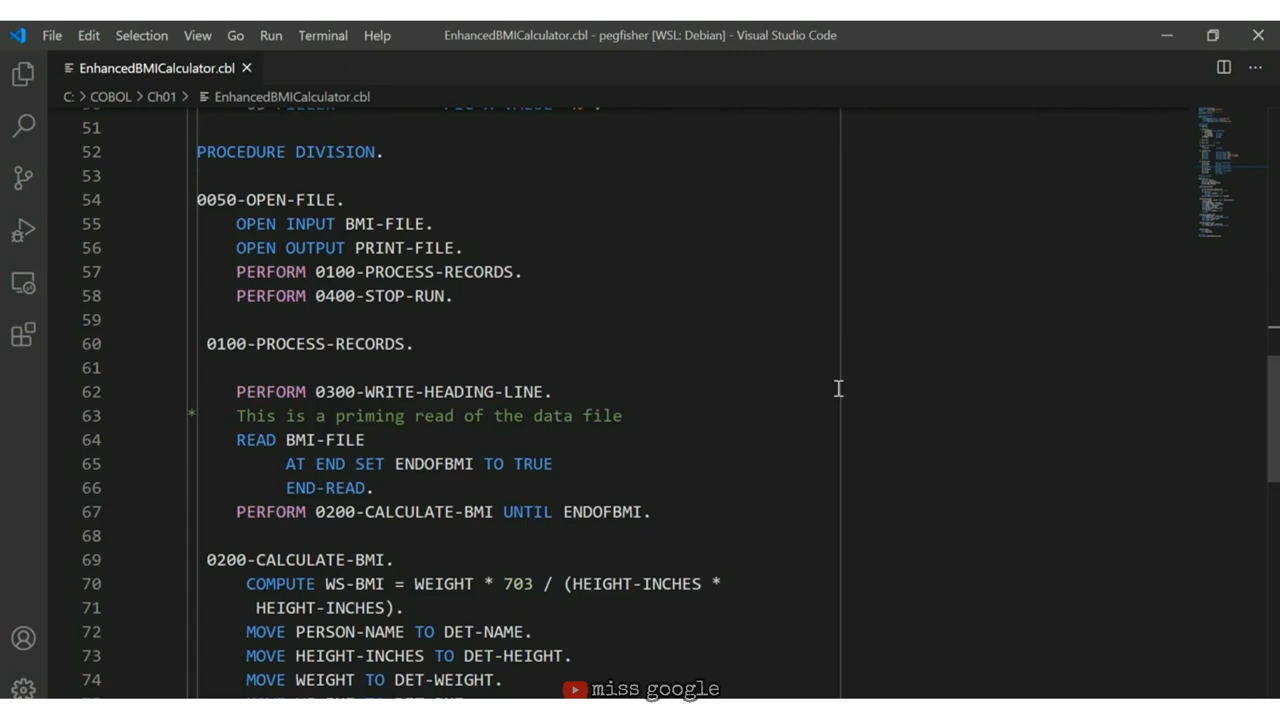 File Edit Selection View Go Run Terminal Help EnhancedBMICalculator.cbl - pegfisher [WSL: Debian] - Visual Studio Code
EnhancedBMICalculator.cbl
C: > COBOL > Ch01 > EnhancedBMICalculator.cbl
51
52 PROCEDURE DIVISION.
53
54 0050-OPEN-FILE.
55 OPEN INPUT BMI-FILE.
56 OPEN OUTPUT PRINT-FILE.
57 PERFORM 0100-PROCESS-RECORDS.
58 PERFORM 0400-STOP-RUN.
59
60 0100-PROCESS-RECORDS.
61
62 PERFORM 0300-WRITE-HEADING-LINE.
63 * This is a priming read of the data file
64 READ BMI-FILE
65 AT END SET ENDOFBMI TO TRUE
66 END-READ.
67 PERFORM 0200-CALCULATE-BMI UNTIL ENDOFBMI.
68
69 0200-CALCULATE-BMI.
70 COMPUTE WS-BMI = WEIGHT * 703 / (HEIGHT-INCHES *
71 HEIGHT-INCHES).
72 MOVE PERSON-NAME TO DET-NAME.
73 MOVE HEIGHT-INCHES TO DET-HEIGHT.
74 MOVE WEIGHT TO DET-WEIGHT.
miss google